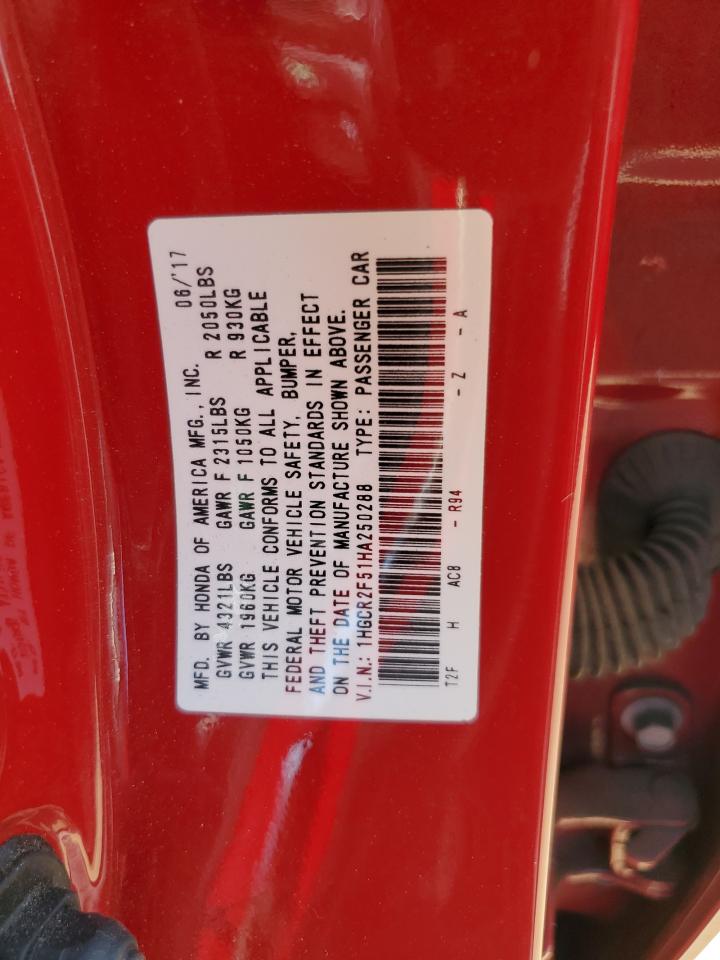 MFD. BY HONDA OF AMERICA MFG., INC. 06/'17
GVWR 4321LBS GAWR F 2315LBS R 2050LBS
GVWR 1960KG GAWR F 1050KG R 930KG
THIS VEHICLE CONFORMS TO ALL APPLICABLE
FEDERAL MOTOR VEHICLE SAFETY, BUMPER,
AND THEFT PREVENTION STANDARDS IN EFFECT
ON THE DATE OF MANUFACTURE SHOWN ABOVE.
V.I.N.: 1HGCR2F51HA250288 TYPE: PASSENGER CAR
T2F H AC8 - R94 - Z - A